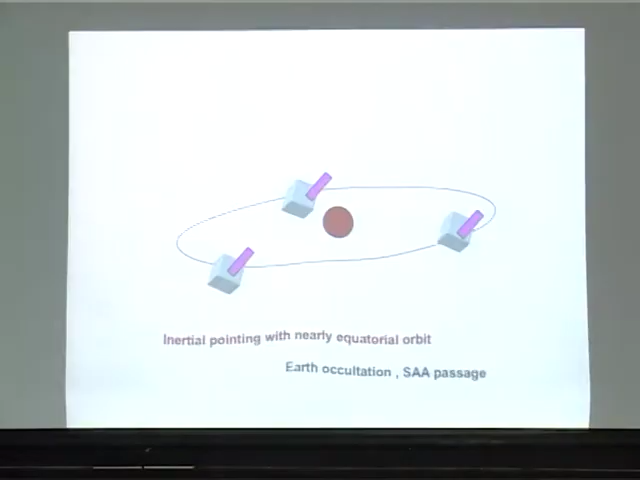 Inertial pointing with nearly equatorial orbit
Earth occultation , SAA passage